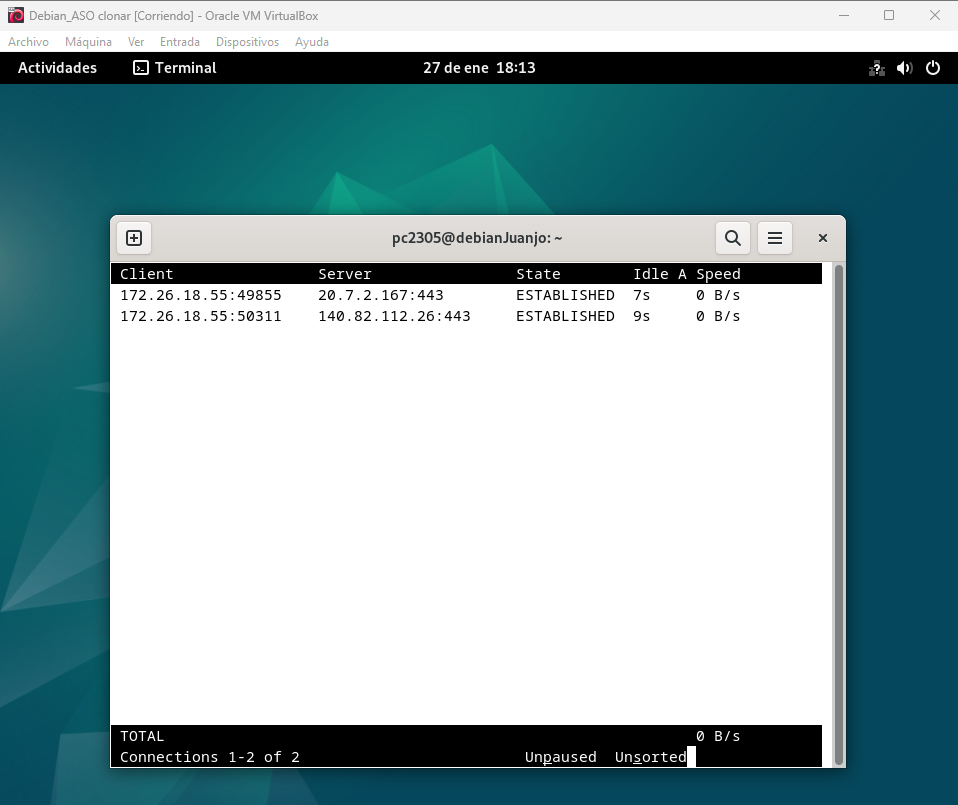 Debian_ASO clonar [Corriendo] - Oracle VM VirtualBox
Archivo Máquina Ver Entrada Dispositivos Ayuda
Actividades Terminal 27 de ene 18:13
pc2305@debianJuanjo: ~
Client Server State Idle A Speed
172.26.18.55:49855 20.7.2.167:443 ESTABLISHED 7s 0 B/s
172.26.18.55:50311 140.82.112.26:443 ESTABLISHED 9s 0 B/s
TOTAL 0 B/s
Connections 1-2 of 2 Unpaused Unsorted